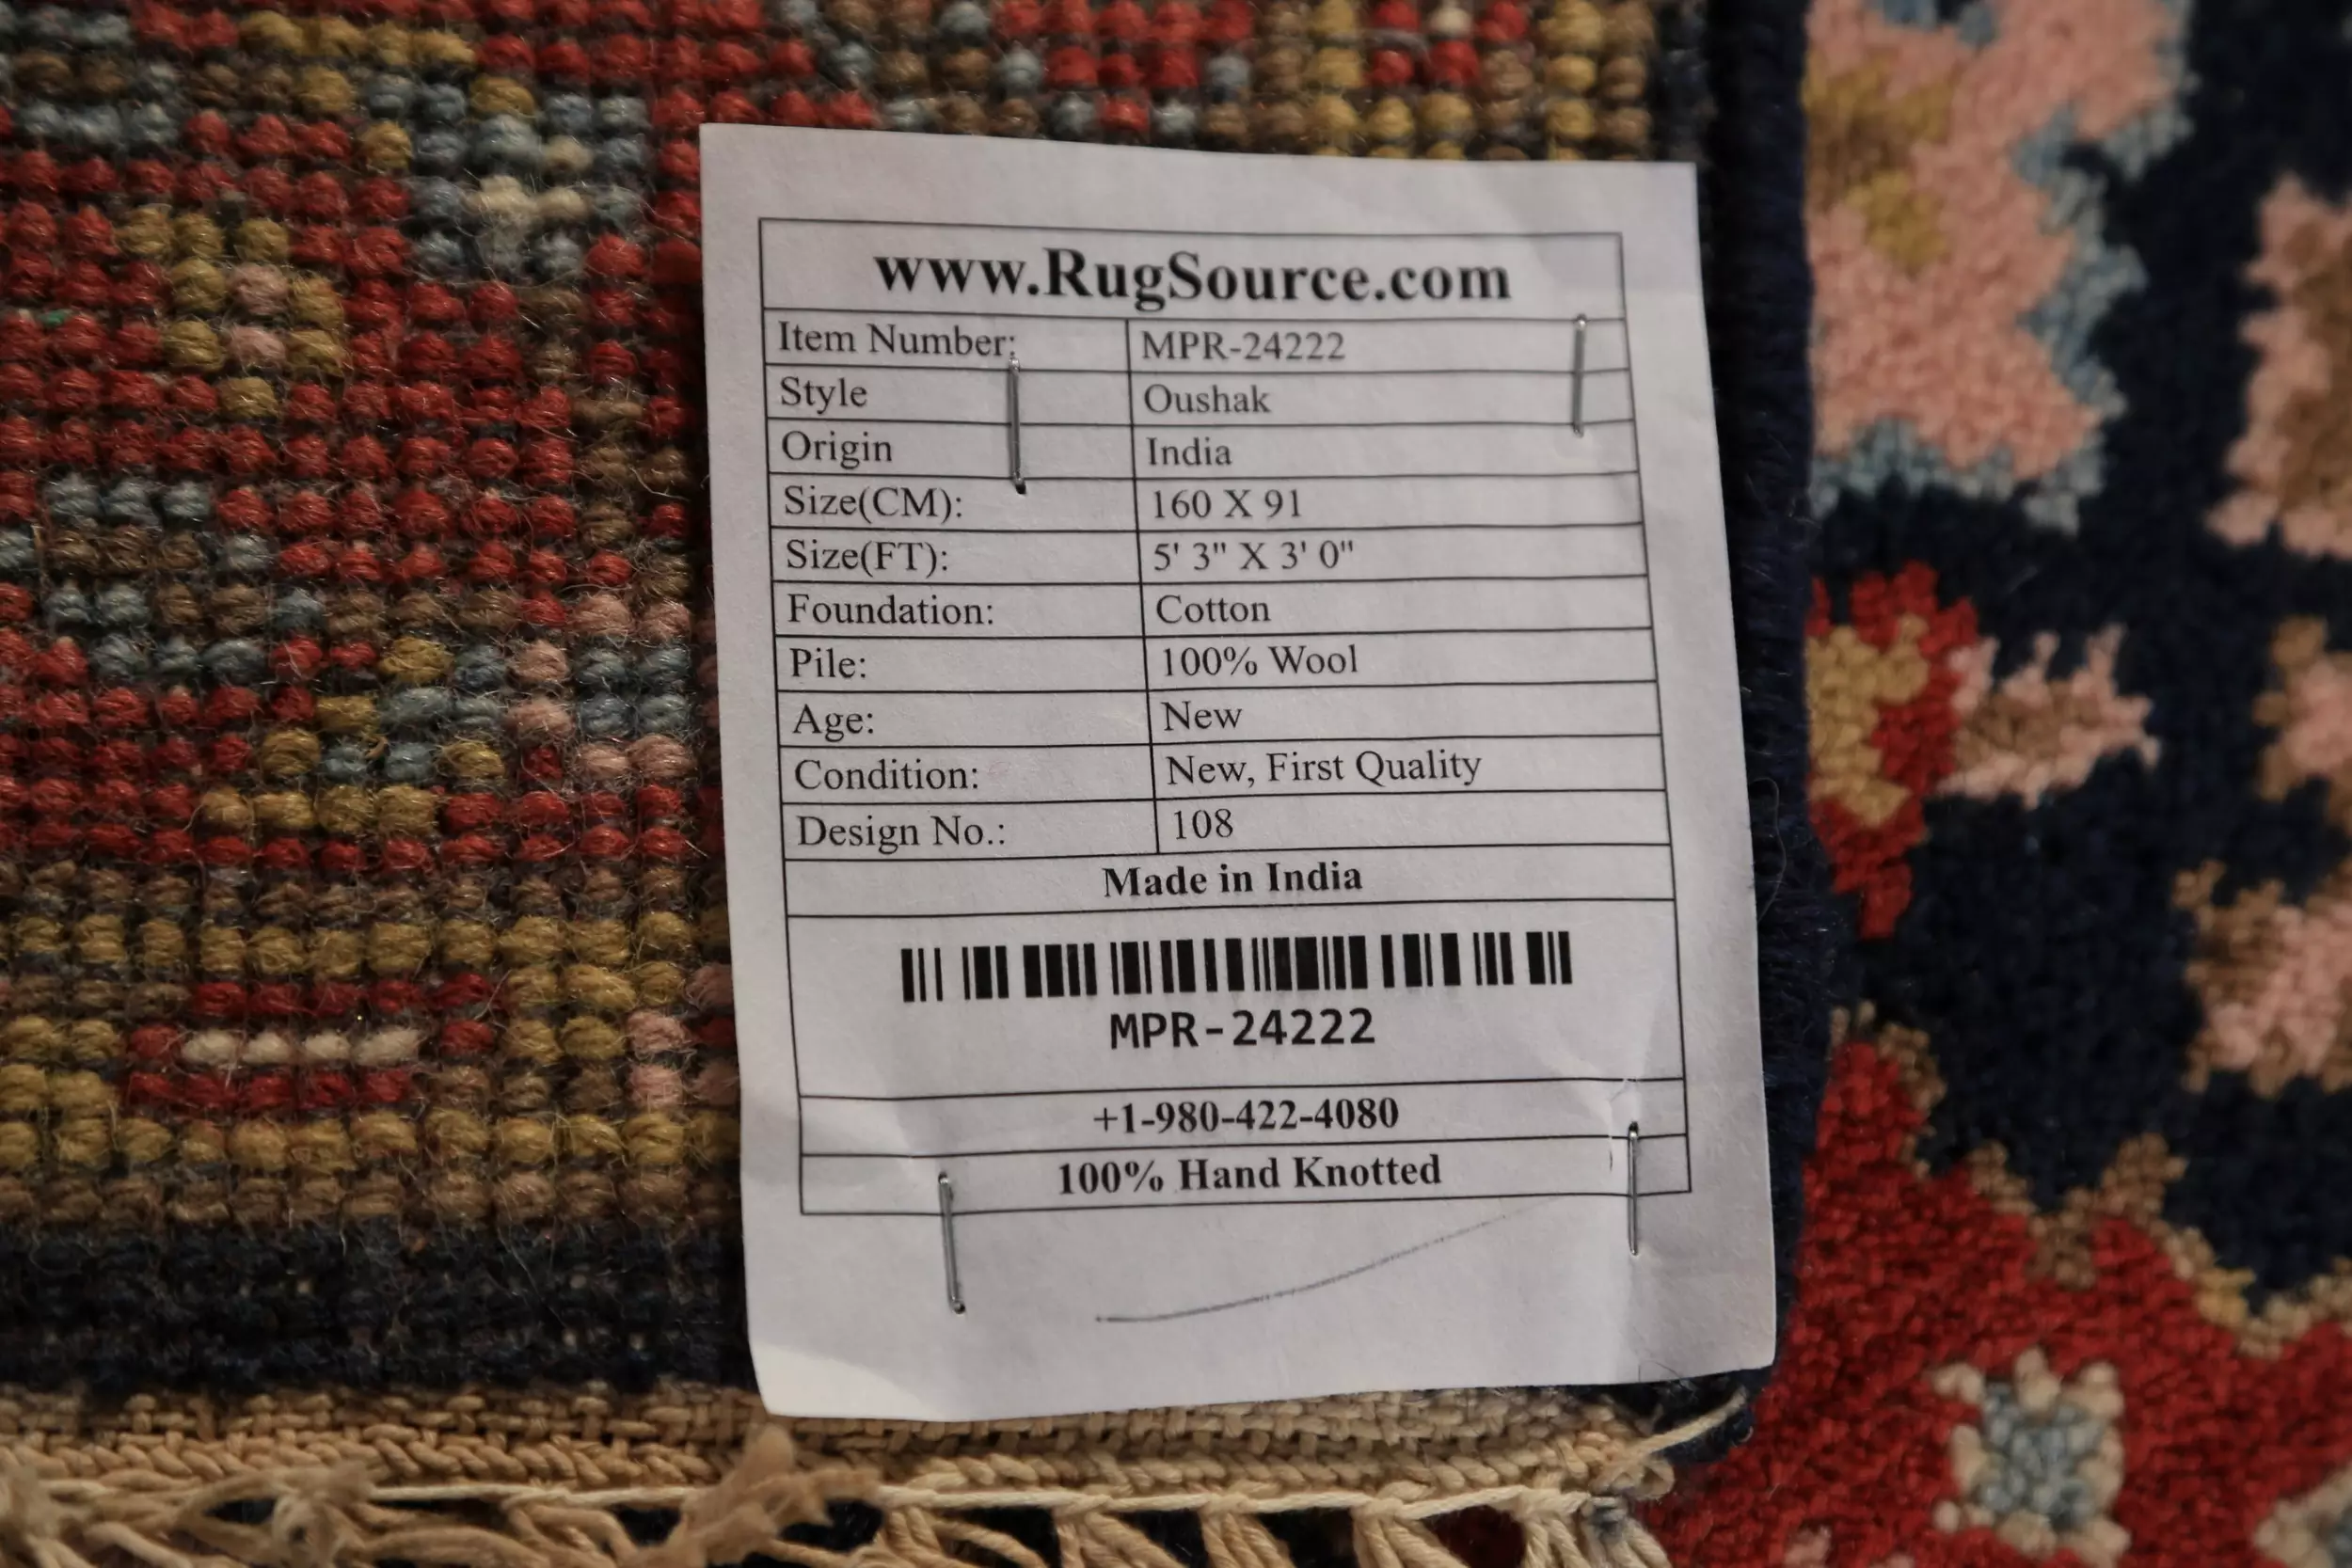 www.RugSource.com
Item Number: MPR-24222
Style Oushak
Origin India
Size(CM): 160 X 91
Size(FT): 5' 3" X 3' 0"
Foundation: Cotton
Pile: 100% Wool
Age: New
Condition: New, First Quality
Design No.: 108
Made in India
MPR-24222
+1-980-422-4080
100% Hand Knotted